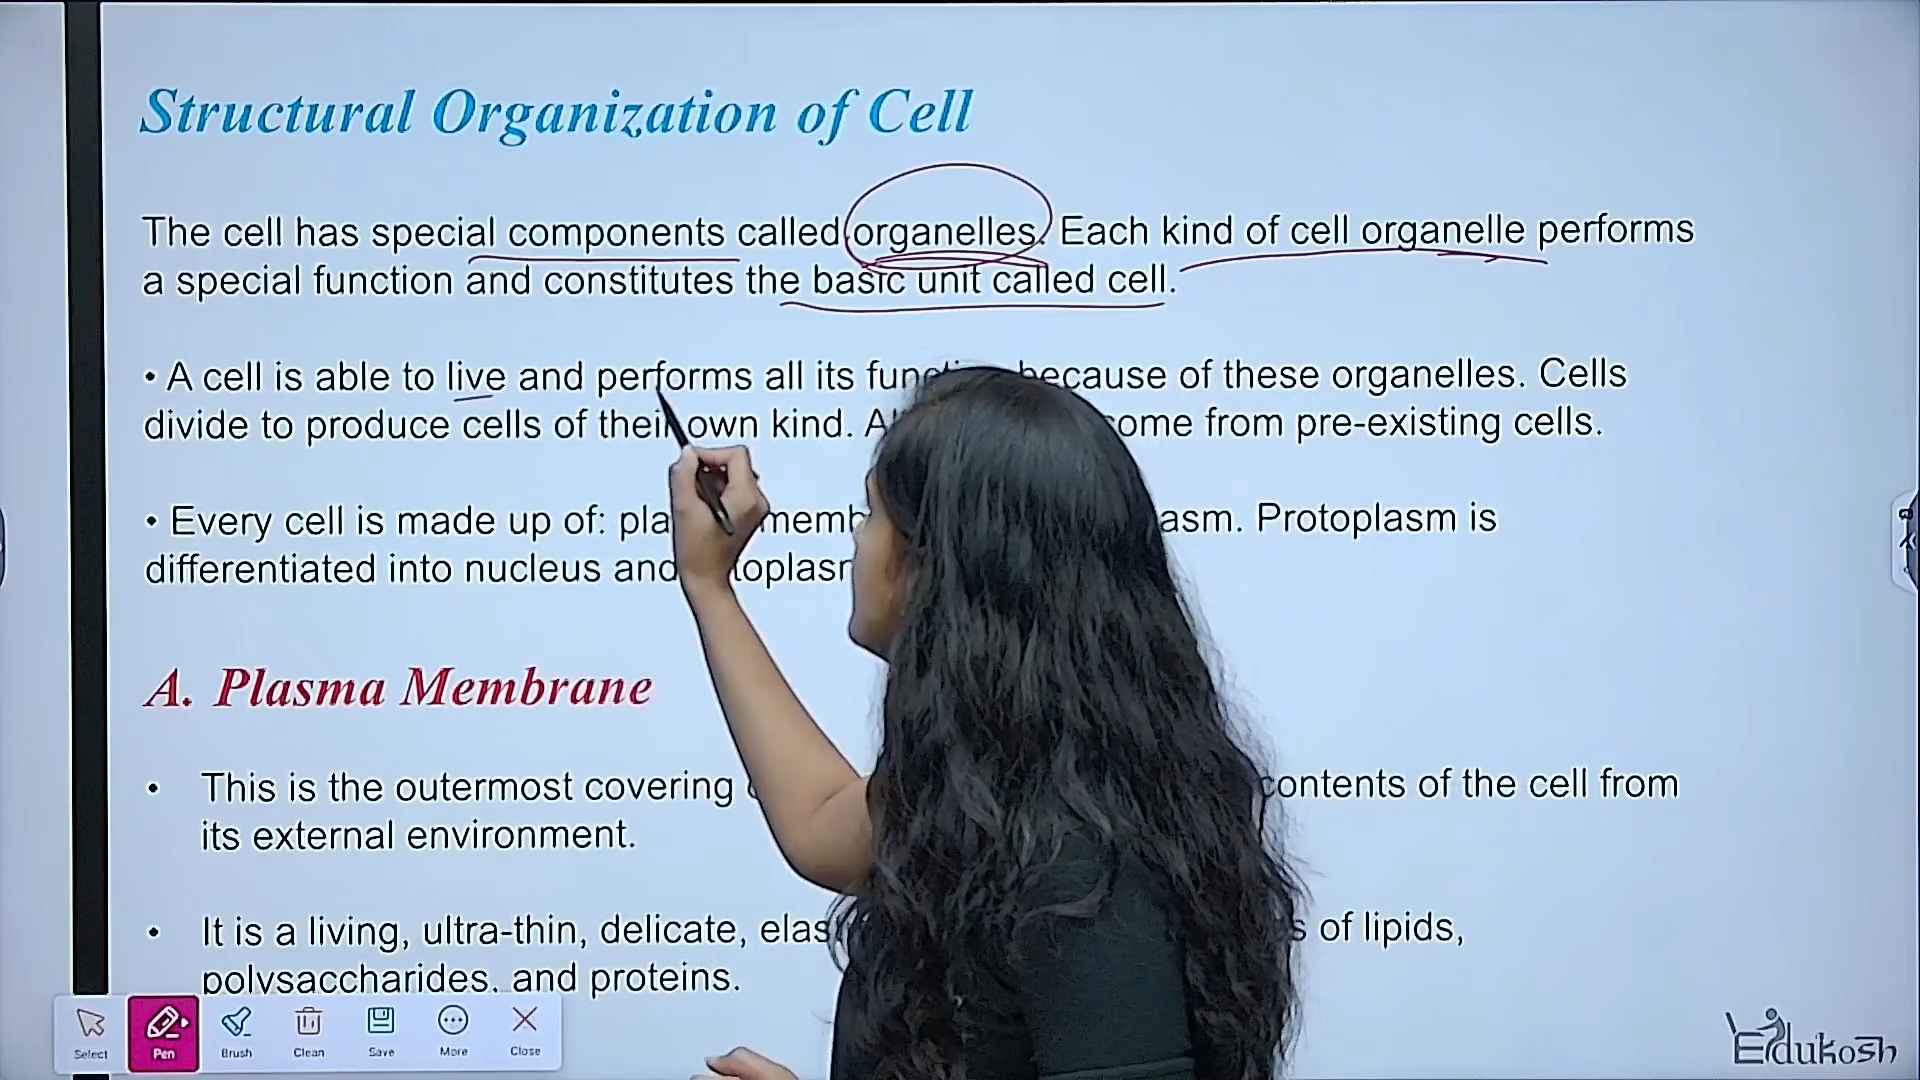 Structural Organization of Cell
The cell has special components called organelles. Each kind of cell organelle performs
a special function and constitutes the basic unit called cell.
• A cell is able to live and performs all its because of these organelles. Cells
divide to produce cells of their own kind. come from pre-existing cells.
• Every cell is made up of: Protoplasm is
differentiated into nucleus and
A. Plasma Membrane
• This is the outermost covering contents of the cell from
its external environment.
• It is a living, ultra-thin, delicate, of lipids,
polysaccharides, and proteins.
Select Pen Brush Clean Save More Close
Edukosh